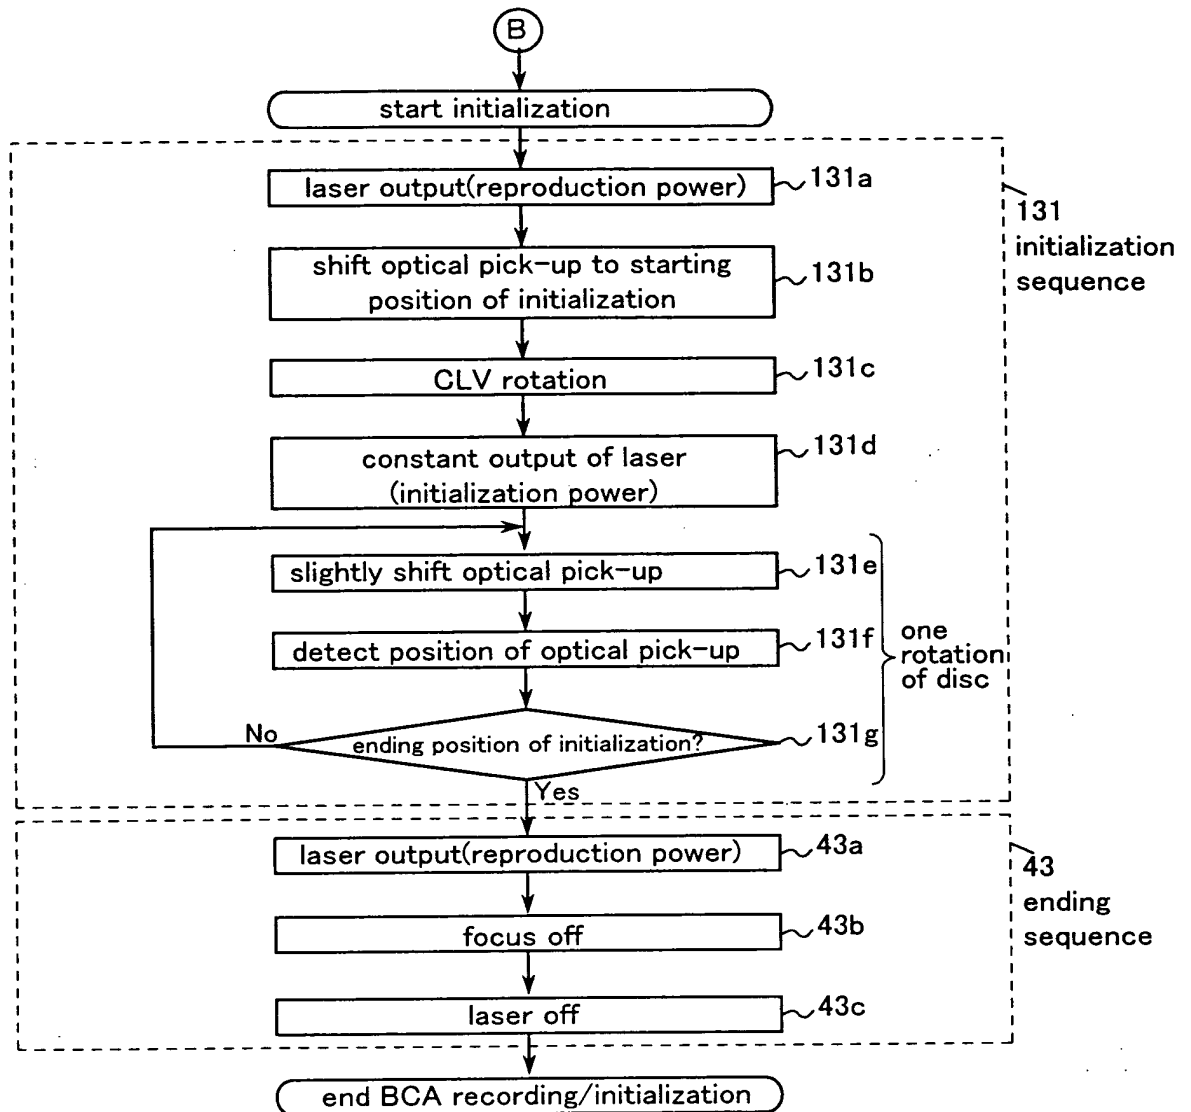 B
start initialization
laser output(reproduction power)
131a
131
initialization
sequence
shift optical pick-up to starting
position of initialization
131b
CLV rotation
131c
constant output of laser
(initialization power)
131d
slightly shift optical pick-up
131e
detect position of optical pick-up
131f
one
rotation
of disc
No
ending position of initialization?
131g
Yes
laser output(reproduction power)
43a
43
ending
sequence
focus off
43b
laser off
43c
end BCA recording/initialization